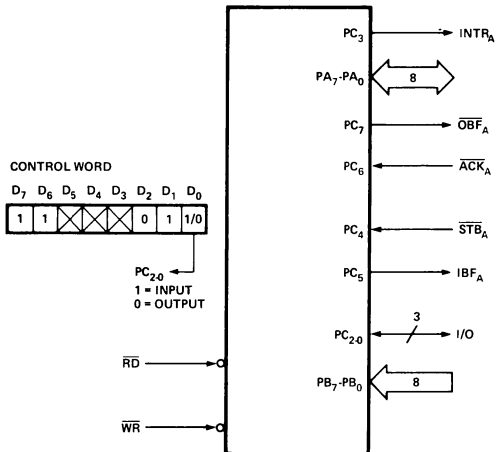 PC3 INTRA
PA7-PA0 8
PC7 OBFA
PC6 ACKA
CONTROL WORD
D7 D6 D5 D4 D3 D2 D1 D0
1 1 0 1 1/0
PC4 STBA
PC5 IBFA
PC2-0
1 = INPUT
0 = OUTPUT
PC2-0 3 I/O
RD
PB7-PB0 8
WR